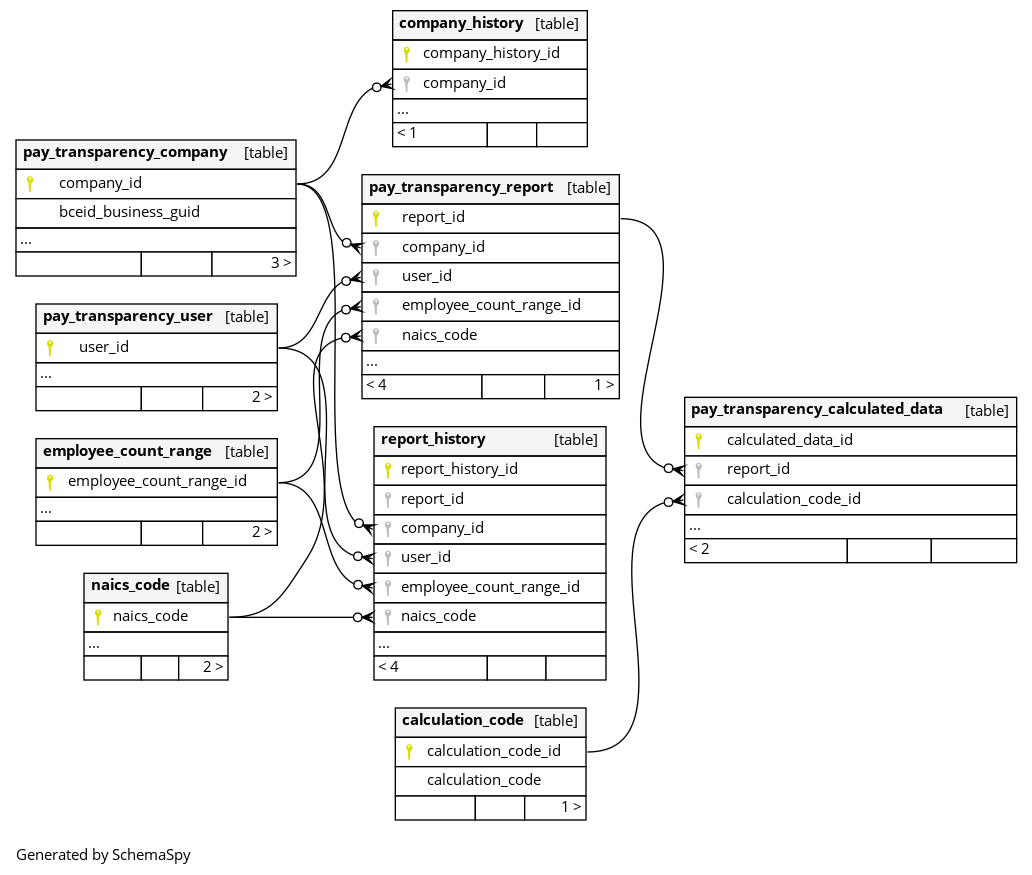 company_history [table]
company_history_id
company_id
...
< 1
pay_transparency_company [table]
company_id
bceid_business_guid
...
3 >
pay_transparency_report [table]
report_id
company_id
user_id
employee_count_range_id
naics_code
...
< 4 1 >
pay_transparency_user [table]
user_id
...
2 >
employee_count_range [table]
employee_count_range_id
...
2 >
naics_code [table]
naics_code
...
2 >
report_history [table]
report_history_id
report_id
company_id
user_id
employee_count_range_id
naics_code
...
< 4
pay_transparency_calculated_data [table]
calculated_data_id
report_id
calculation_code_id
...
< 2
calculation_code [table]
calculation_code_id
calculation_code
1 >
Generated by SchemaSpy